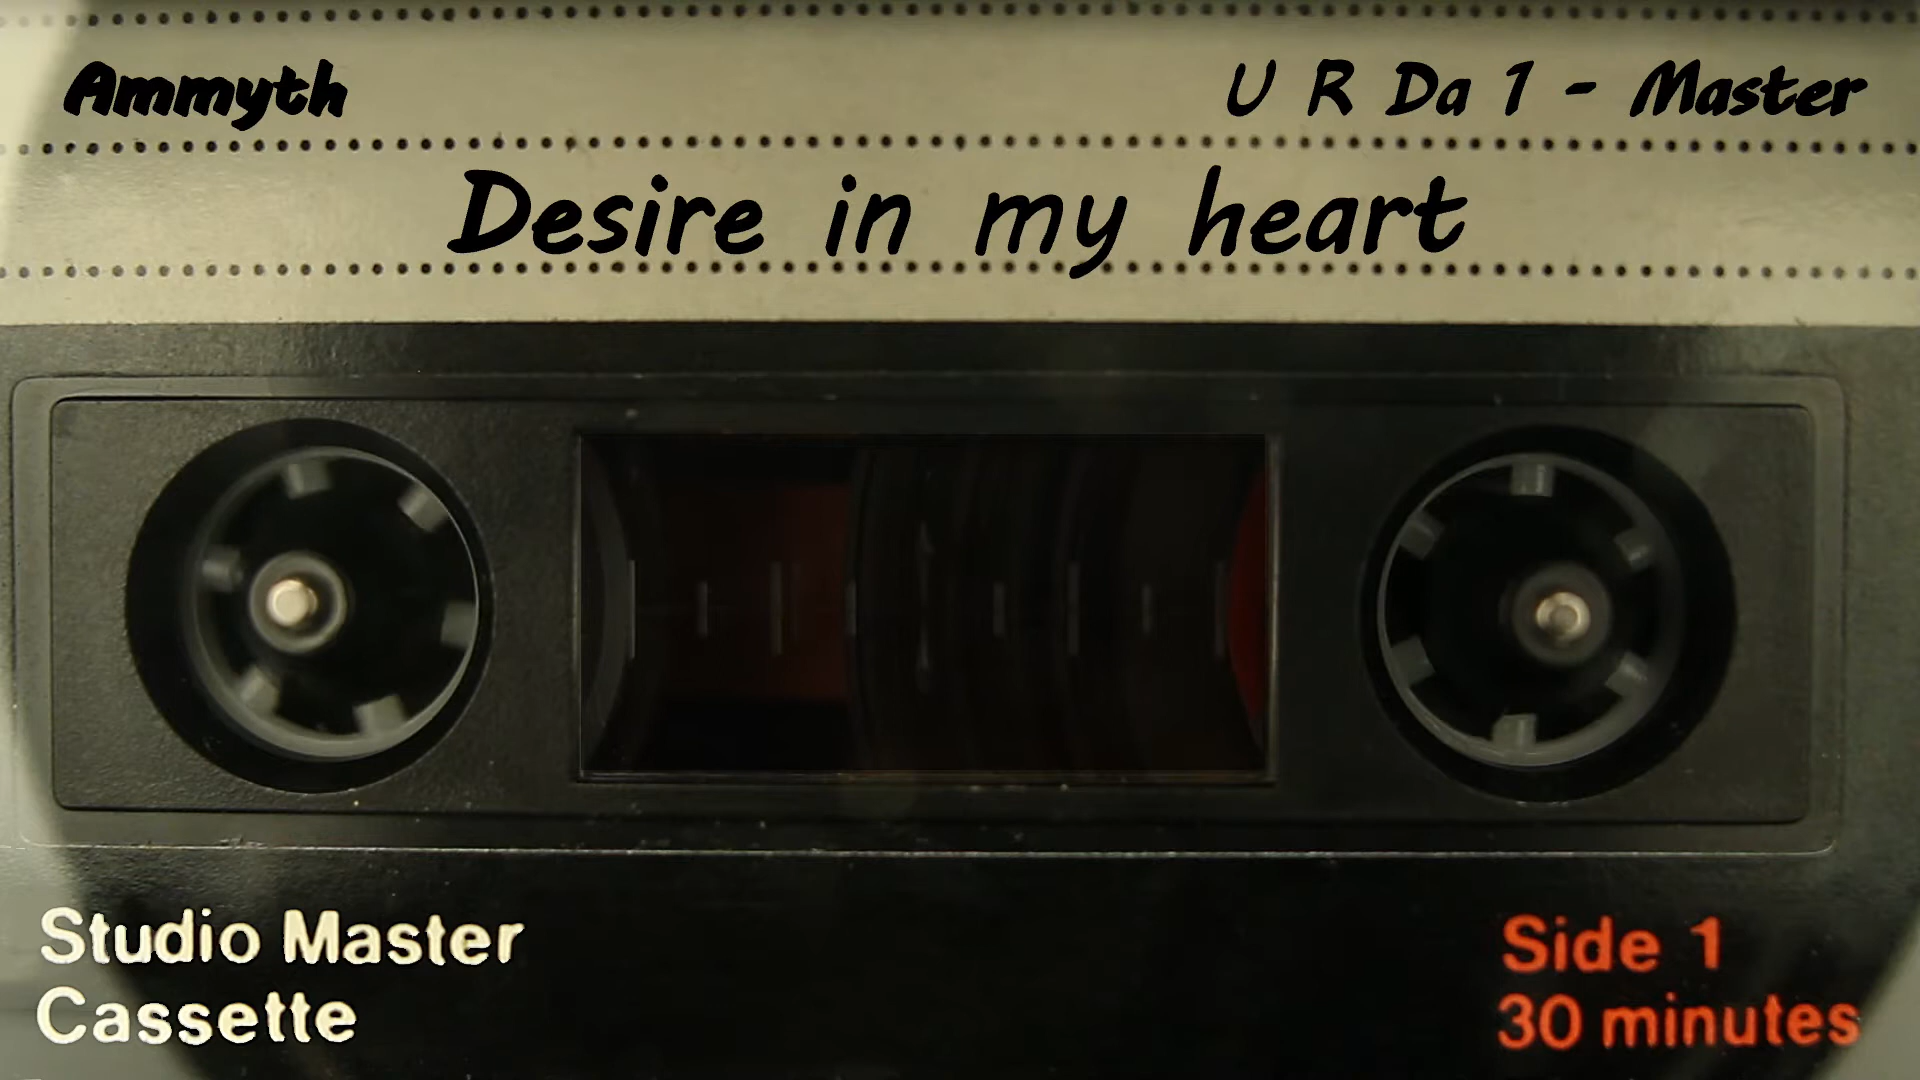 Ammyth
U R Da 1 - Master
Desire in my heart
Studio Master
Cassette
Side 1
30 minutes